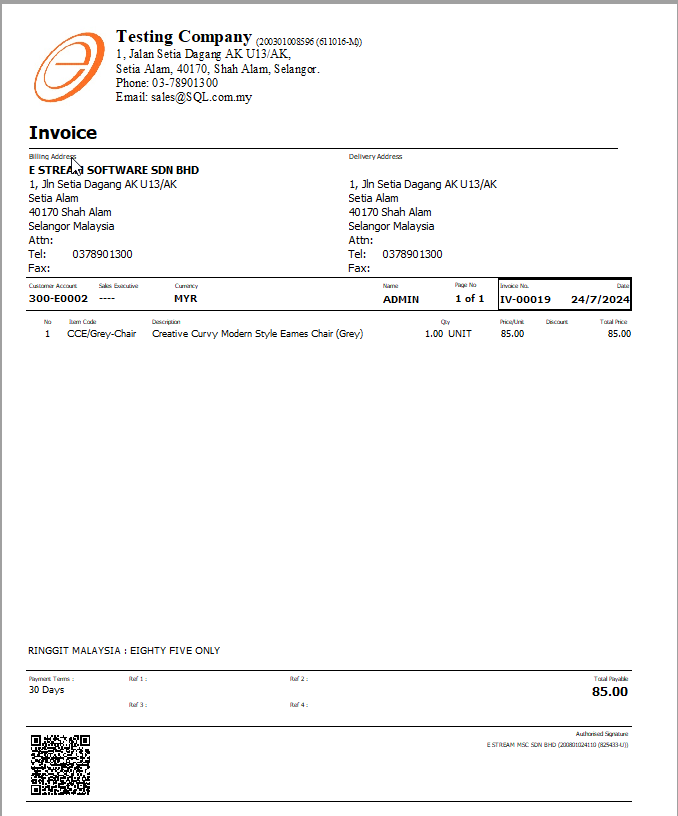 Testing Company (200301008596 (611016-M))
1, Jalan Setia Dagang AK U13/AK,
Setia Alam, 40170, Shah Alam, Selangor.
Phone: 03-78901300
Email: sales@SQL.com.my
Invoice
Billing Address Delivery Address
E STREAM SOFTWARE SDN BHD
1, Jln Setia Dagang AK U13/AK 1, Jln Setia Dagang AK U13/AK
Setia Alam Setia Alam
40170 Shah Alam 40170 Shah Alam
Selangor Malaysia Selangor Malaysia
Attn: Attn:
Tel: 0378901300 Tel: 0378901300
Fax: Fax:
Customer Account Sales Executive Currency Name Page No Invoice No. Date
300-E0002 ---- MYR ADMIN 1 of 1 IV-00019 24/7/2024
No Item Code Description Qty Price/Unit Discount Total Price
1 CCE/Grey-Chair Creative Curvy Modern Style Eames Chair (Grey) 1.00 UNIT 85.00 85.00
RINGGIT MALAYSIA : EIGHTY FIVE ONLY
Payment Terms : Ref 1 : Ref 2 : Total Payable
30 Days 85.00
Ref 3 : Ref 4 :
Authorised Signature
E STREAM MSC SDN BHD (200801024110 (825433-U))